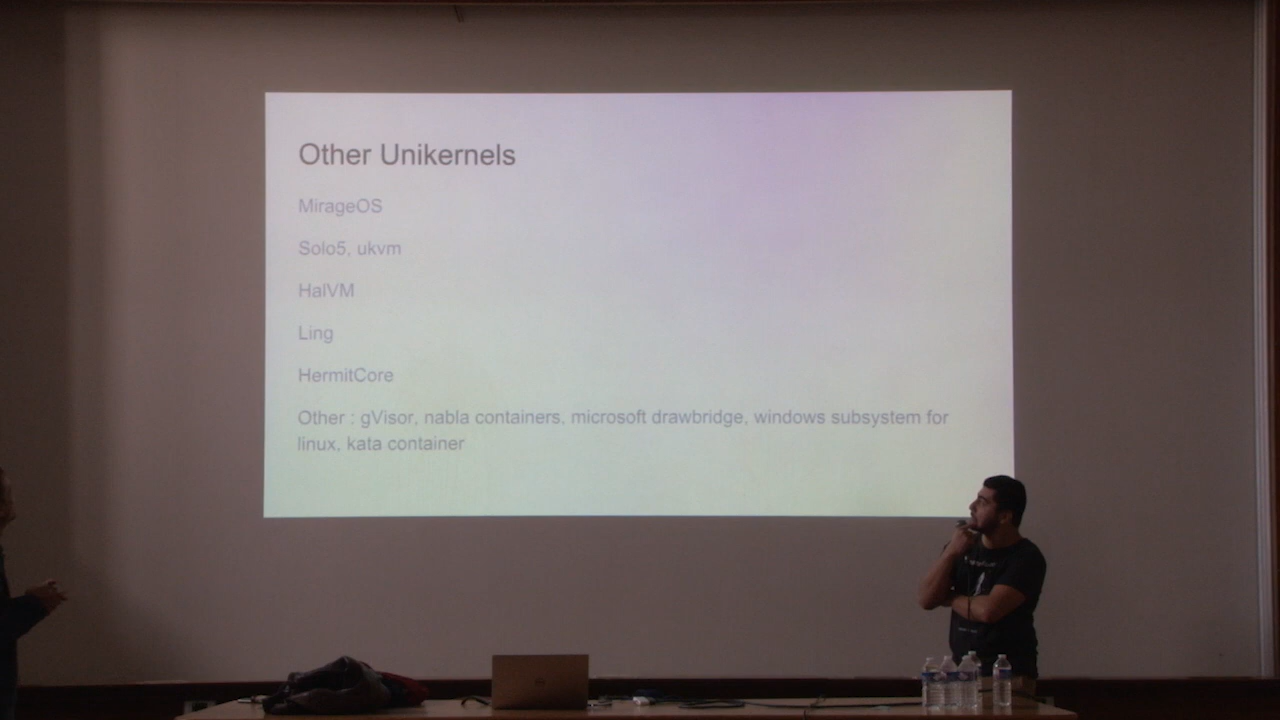 Other Unikernels
MirageOS
Solo5, ukvm
HalVM
Ling
HermitCore
Other : gVisor, nabla containers, microsoft drawbridge, windows subsystem for
linux, kata container